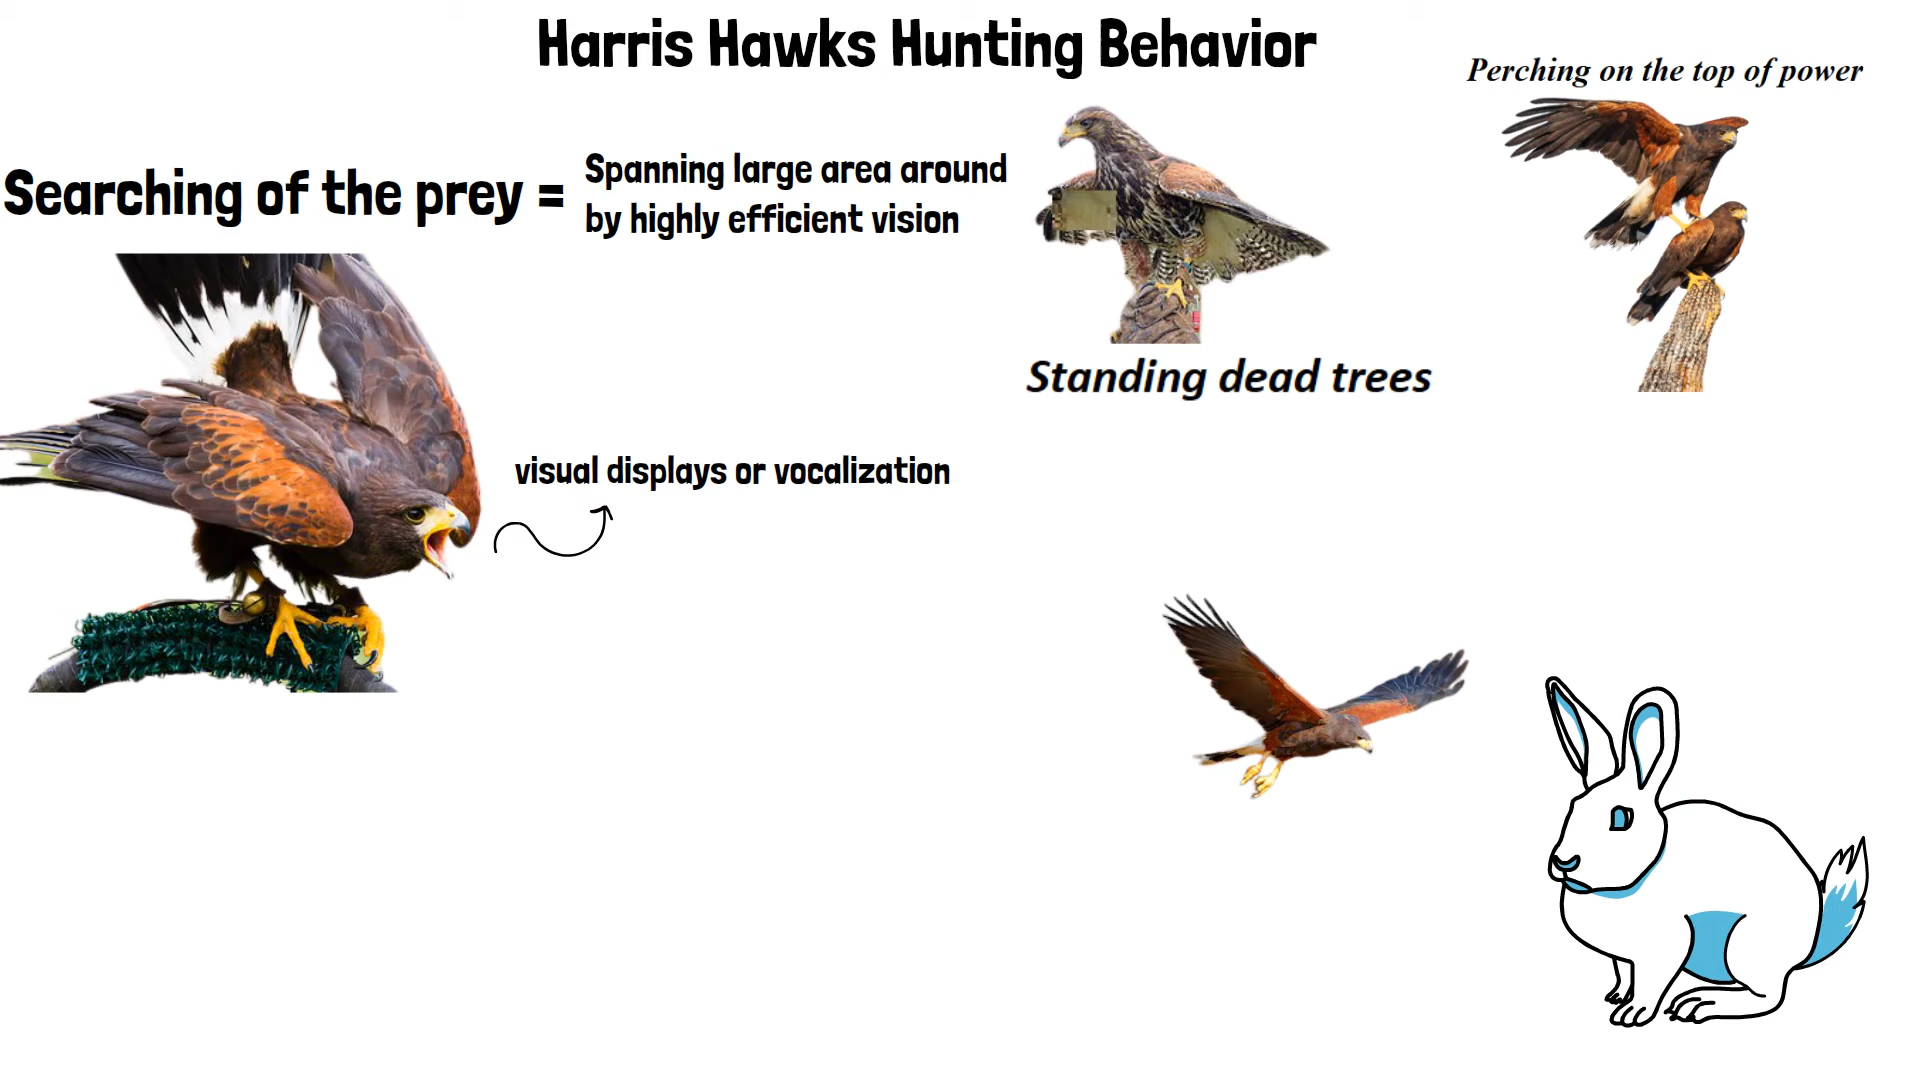 Harris Hawks Hunting Behavior
Perching on the top of power
Searching of the prey =
Spanning large area around
by highly efficient vision
Standing dead trees
visual displays or vocalization